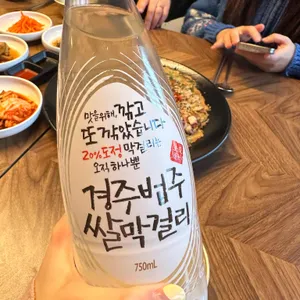 맛을위해, 깎고
또 깎았습니다
20%도정 막걸리는
오직 하나뿐
경주법주
쌀막걸리
750mL